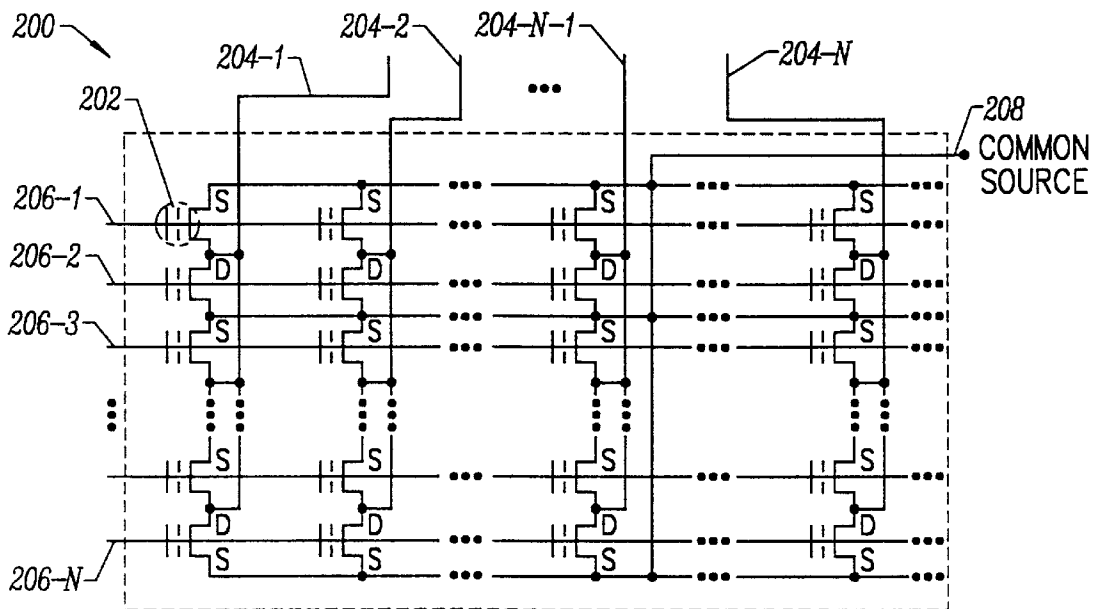 200
204-2
204-N-1
204-1
204-N
202
208
COMMON
SOURCE
S S S S
206-1
206-2
D D D D
S S S S
206-3
S S S S
D D D D
206-N
S S S S